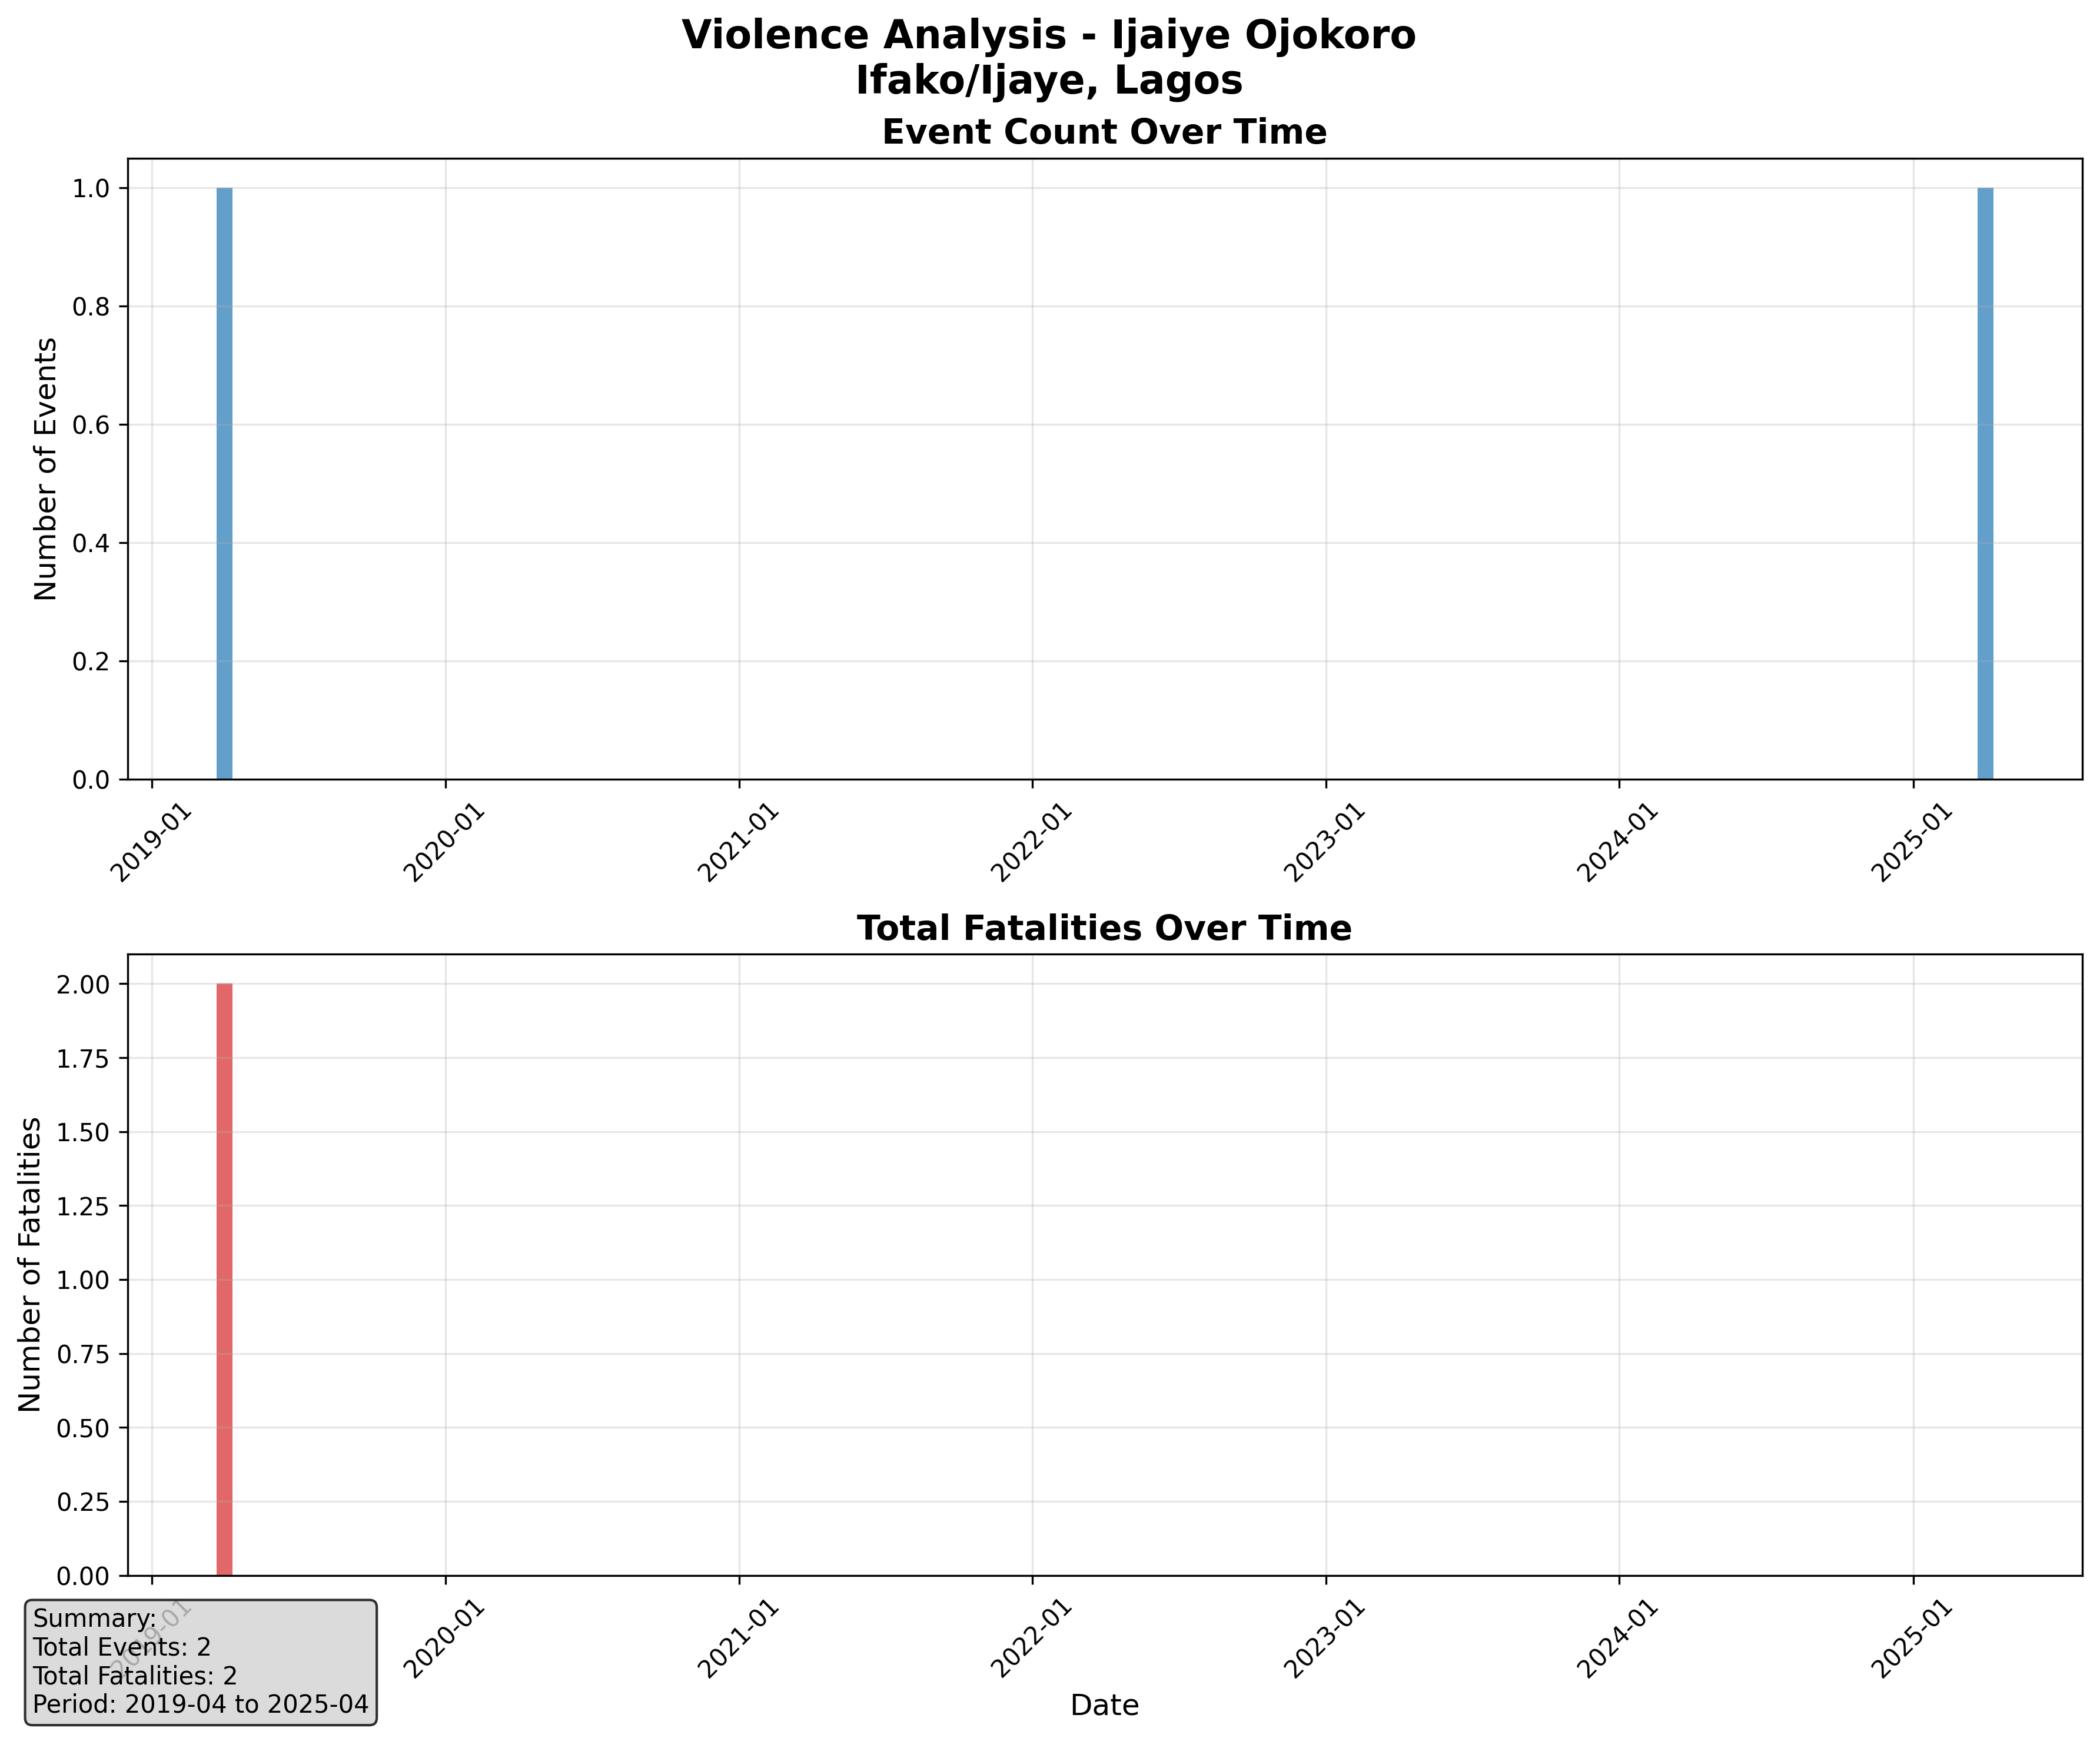 Violence Analysis - Ijaiye Ojokoro
Ifako/Ijaye, Lagos
Event Count Over Time
Number of Events
1.0
0.8
0.6
0.4
0.2
0.0
2019-01
2020-01
2021-01
2022-01
2023-01
2024-01
2025-01
Total Fatalities Over Time
Number of Fatalities
2.00
1.75
1.50
1.25
1.00
0.75
0.50
0.25
0.00
2019-01
2020-01
2021-01
2022-01
2023-01
2024-01
2025-01
Date
Summary:
Total Events: 2
Total Fatalities: 2
Period: 2019-04 to 2025-04